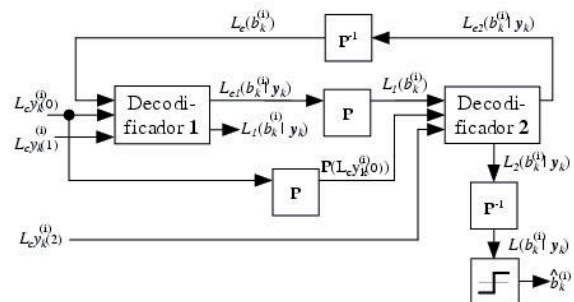 L_e(b_k^(i))
L_e2(b_k^(i)| y_k)
P^-1
L_c y_k^(i)(0)
Decodi-
ficador 1
L_e1(b_k^(i)| y_k)
P
L_1(b_k^(i))
Decodi-
ficador 2
L_c y_k^(i)(1)
L_1(b_k^(i)| y_k)
P(L_c y_k^(i)(0))
P
L_2(b_k^(i)| y_k)
P^-1
L_c y_k^(i)(2)
L(b_k^(i)| y_k)
b̂_k^(i)